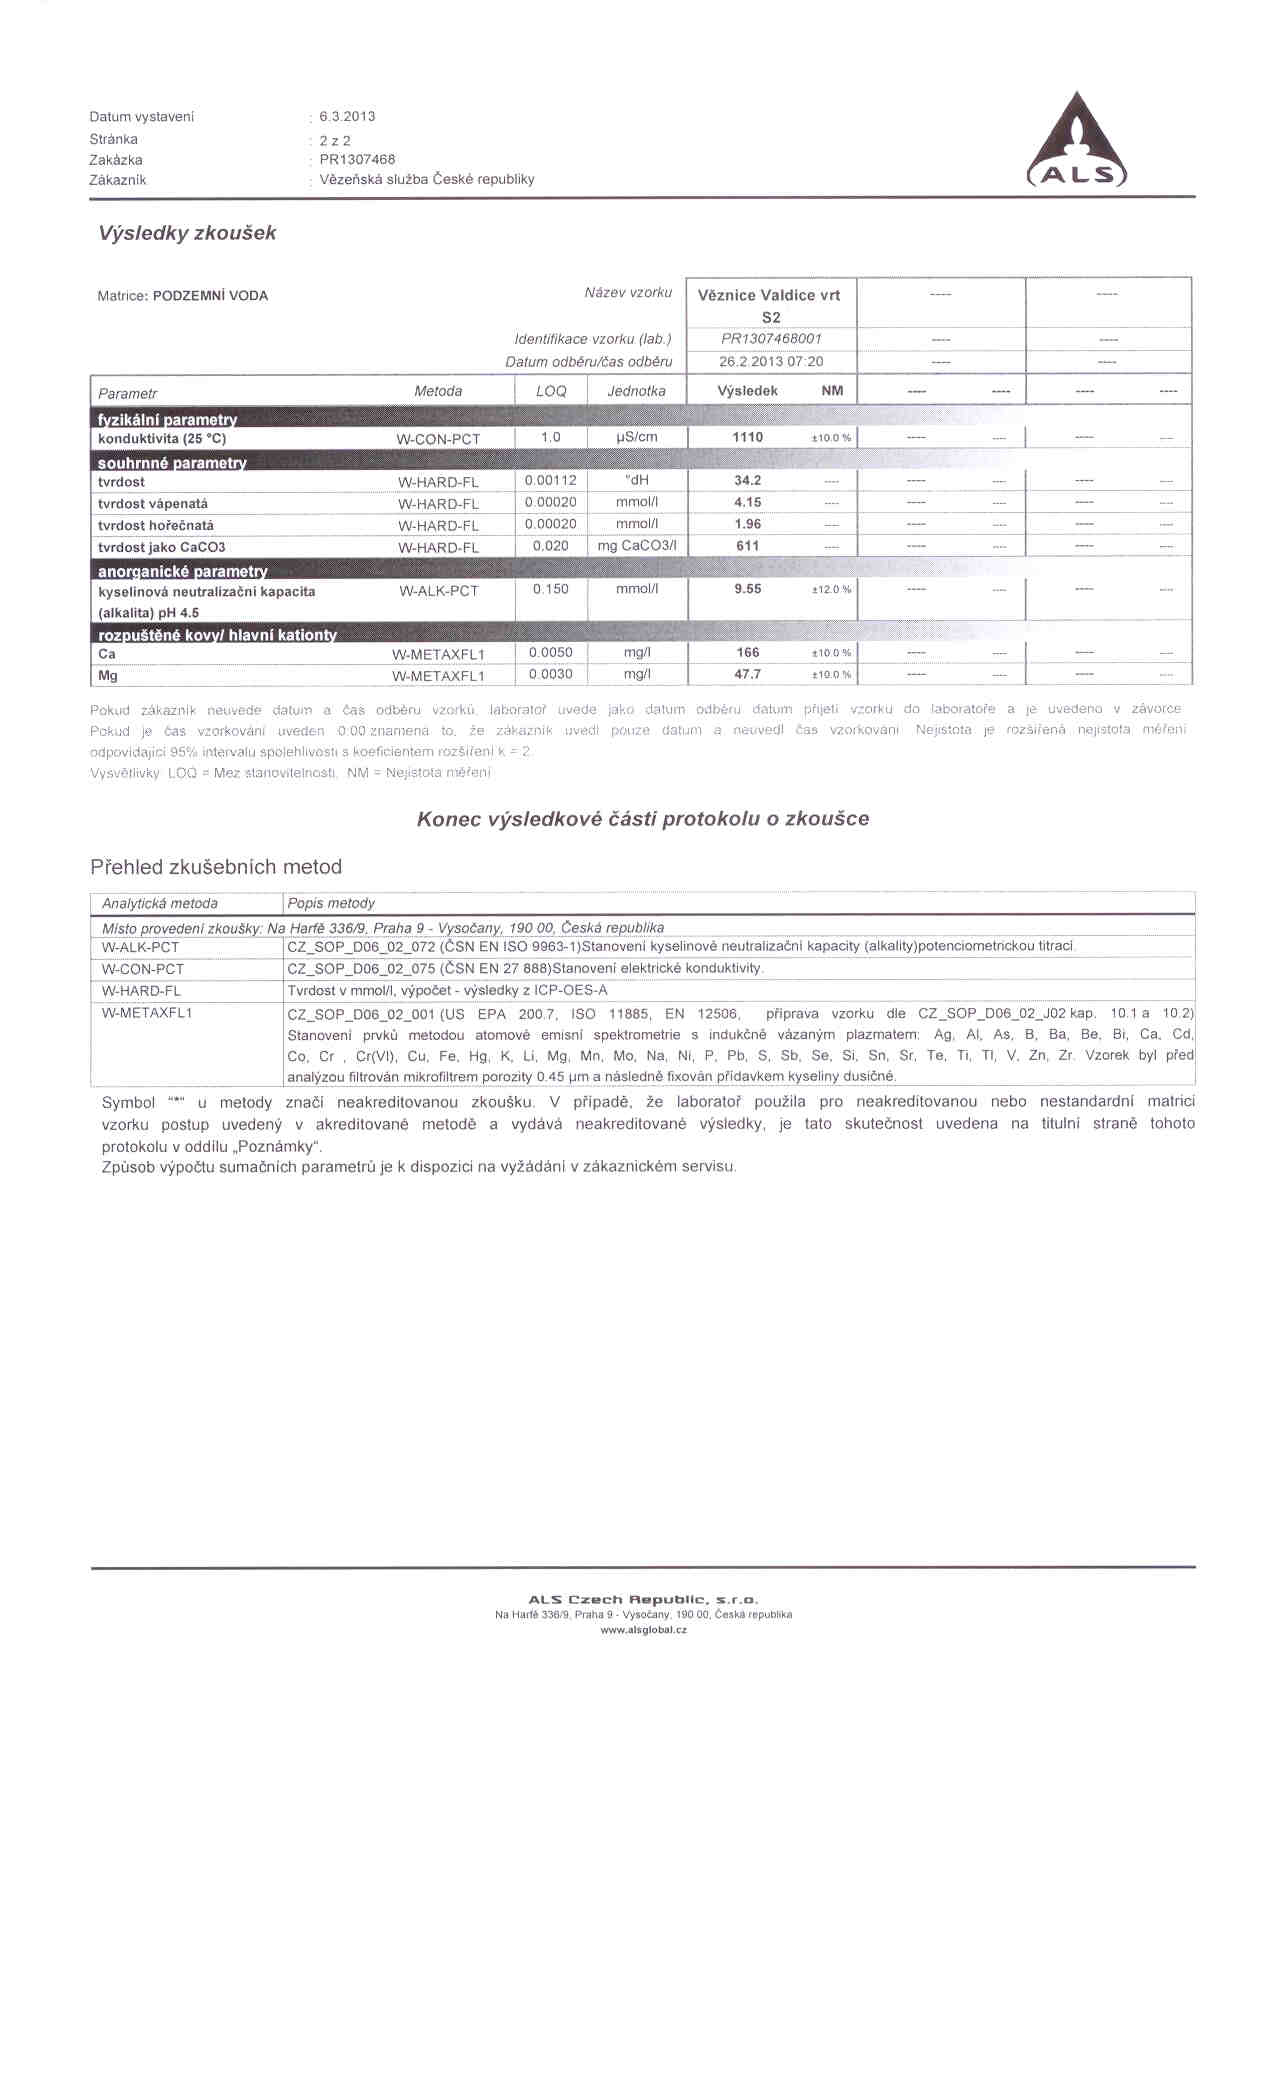 Datum vystavení : 6.3.2013
Stránka : 2 z 2
Zakázka : PR1307468
Zákazník : Vězeňská služba České republiky
ALS
Výsledky zkoušek
Matrice: PODZEMNÍ VODA Název vzorku Věznice Valdice vrt S2 ---- ----
Identifikace vzorku (lab.) PR1307468001 ---- ----
Datum odběru/čas odběru 26.2.2013 07:20 ---- ----
Parametr Metoda LOQ Jednotka Výsledek NM ---- ---- ---- ----
fyzikální parametry
konduktivita (25 °C) W-CON-PCT 1.0 µS/cm 1110 ±10.0 % ---- ---- ---- ----
souhrnné parametry
tvrdost W-HARD-FL 0.00112 °dH 34.2 ---- ---- ---- ---- ----
tvrdost vápenatá W-HARD-FL 0.00020 mmol/l 4.15 ---- ---- ---- ---- ----
tvrdost hořečnatá W-HARD-FL 0.00020 mmol/l 1.96 ---- ---- ---- ---- ----
tvrdost jako CaCO3 W-HARD-FL 0.020 mg CaCO3/l 611 ---- ---- ---- ---- ----
anorganické parametry
kyselinová neutralizační kapacita W-ALK-PCT 0.150 mmol/l 9.55 ±12.0 % ---- ---- ---- ----
(alkalita) pH 4.5
rozpuštěné kovy/ hlavní kationty
Ca W-METAXFL1 0.0050 mg/l 166 ±10.0 % ---- ---- ---- ----
Mg W-METAXFL1 0.0030 mg/l 47.7 ±10.0 % ---- ---- ---- ----
Pokud zákazník neuvede datum a čas odběru vzorků, laboratoř uvede jako datum odběru datum přijetí vzorku do laboratoře a je uvedeno v závorce.
Pokud je čas vzorkování uveden 0:00 znamená to, že zákazník uvedl pouze datum a neuvedl čas vzorkování. Nejistota je rozšířená nejistota měření
odpovídající 95% intervalu spolehlivosti s koeficientem rozšíření k = 2.
Vysvětlivky: LOQ = Mez stanovitelnosti; NM = Nejistota měření
Konec výsledkové části protokolu o zkoušce
Přehled zkušebních metod
Analytická metoda Popis metody
Místo provedení zkoušky: Na Harfě 336/9, Praha 9 - Vysočany, 190 00, Česká republika
W-ALK-PCT CZ_SOP_D06_02_072 (ČSN EN ISO 9963-1)Stanovení kyselinové neutralizační kapacity (alkality)potenciometrickou titrací.
W-CON-PCT CZ_SOP_D06_02_075 (ČSN EN 27 888)Stanovení elektrické konduktivity.
W-HARD-FL Tvrdost v mmol/l, výpočet - výsledky z ICP-OES-A
W-METAXFL1 CZ_SOP_D06_02_001 (US EPA 200.7, ISO 11885, EN 12506, příprava vzorku dle CZ_SOP_D06_02_J02 kap. 10.1 a 10.2)
Stanovení prvků metodou atomové emisní spektrometrie s indukčně vázaným plazmatem: Ag, Al, As, B, Ba, Be, Bi, Ca, Cd,
Co, Cr , Cr(VI), Cu, Fe, Hg, K, Li, Mg, Mn, Mo, Na, Ni, P, Pb, S, Sb, Se, Si, Sn, Sr, Te, Ti, Tl, V, Zn, Zr. Vzorek byl před
analýzou filtrován mikrofiltrem porozity 0.45 µm a následně fixován přídavkem kyseliny dusičné.
Symbol “*“ u metody značí neakreditovanou zkoušku. V případě, že laboratoř použila pro neakreditovanou nebo nestandardní matrici
vzorku postup uvedený v akreditované metodě a vydává neakreditované výsledky, je tato skutečnost uvedena na titulní straně tohoto
protokolu v oddílu „Poznámky“.
Způsob výpočtu sumačních parametrů je k dispozici na vyžádání v zákaznickém servisu.
ALS Czech Republic, s.r.o.
Na Harfě 336/9, Praha 9 - Vysočany, 190 00, Česká republika
www.alsglobal.cz